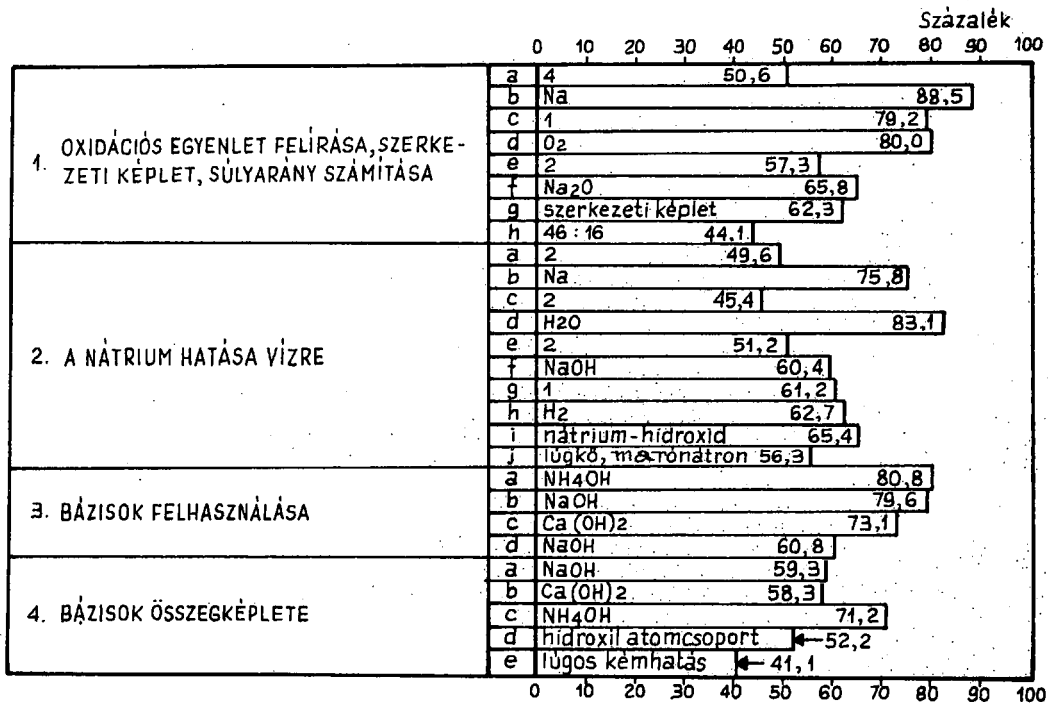 Százalék
0 10 20 30 40 50 60 70 80 90 100
1. OXIDÁCIÓS EGYENLET FELÍRÁSA, SZERKE-
ZETI KÉPLET, SÚLYARÁNY SZÁMÍTÁSA
a 4 50,6
b Na 88,5
c 1 79,2
d O2 80,0
e 2 57,3
f Na2O 65,8
g szerkezeti képlet 62,3
h 46:16 44,1
2. A NÁTRIUM HATÁSA VÍZRE
a 2 49,6
b Na 75,8
c 2 45,4
d H2O 83,1
e 2 51,2
f NaOH 60,4
g 1 61,2
h H2 62,7
i nátrium-hidroxid 65,4
j lúgkő, marónátron 56,3
3. BÁZISOK FELHASZNÁLÁSA
a NH4OH 80,8
b NaOH 79,6
c Ca(OH)2 73,1
d NaOH 60,8
4. BÁZISOK ÖSSZEGKÉPLETE
a NaOH 59,3
b Ca(OH)2 58,3
c NH4OH 71,2
d hidroxil atomcsoport 52,2
e lúgos kémhatás 41,1
0 10 20 30 40 50 60 70 80 90 100